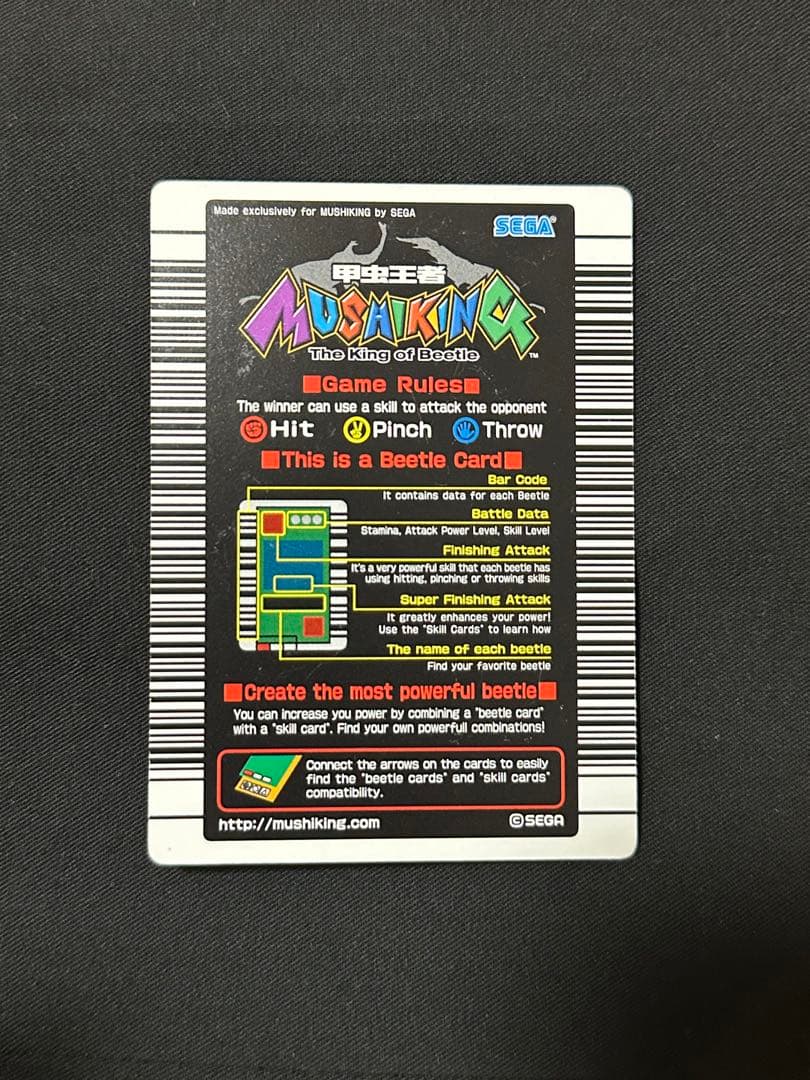 Made exclusively for MUSHIKING by SEGA
SEGA®
甲虫王者
MUSHIKING
The King of Beetle™
■Game Rules■
The winner can use a skill to attack the opponent
Hit Pinch Throw
■This is a Beetle Card■
Bar Code
It contains data for each Beetle
Battle Data
Stamina, Attack Power Level, Skill Level
Finishing Attack
It's a very powerful skill that each beetle has
using hitting, pinching or throwing skills
Super Finishing Attack
It greatly enhances your power!
Use the "Skill Cards" to learn how
The name of each beetle
Find your favorite beetle
■Create the most powerful beetle■
You can increase you power by combining a "beetle card"
with a "skill card". Find your own powerfull combinations!
Connect the arrows on the cards to easily
find the "beetle cards" and "skill cards"
compatibility.
http://mushiking.com
©SEGA